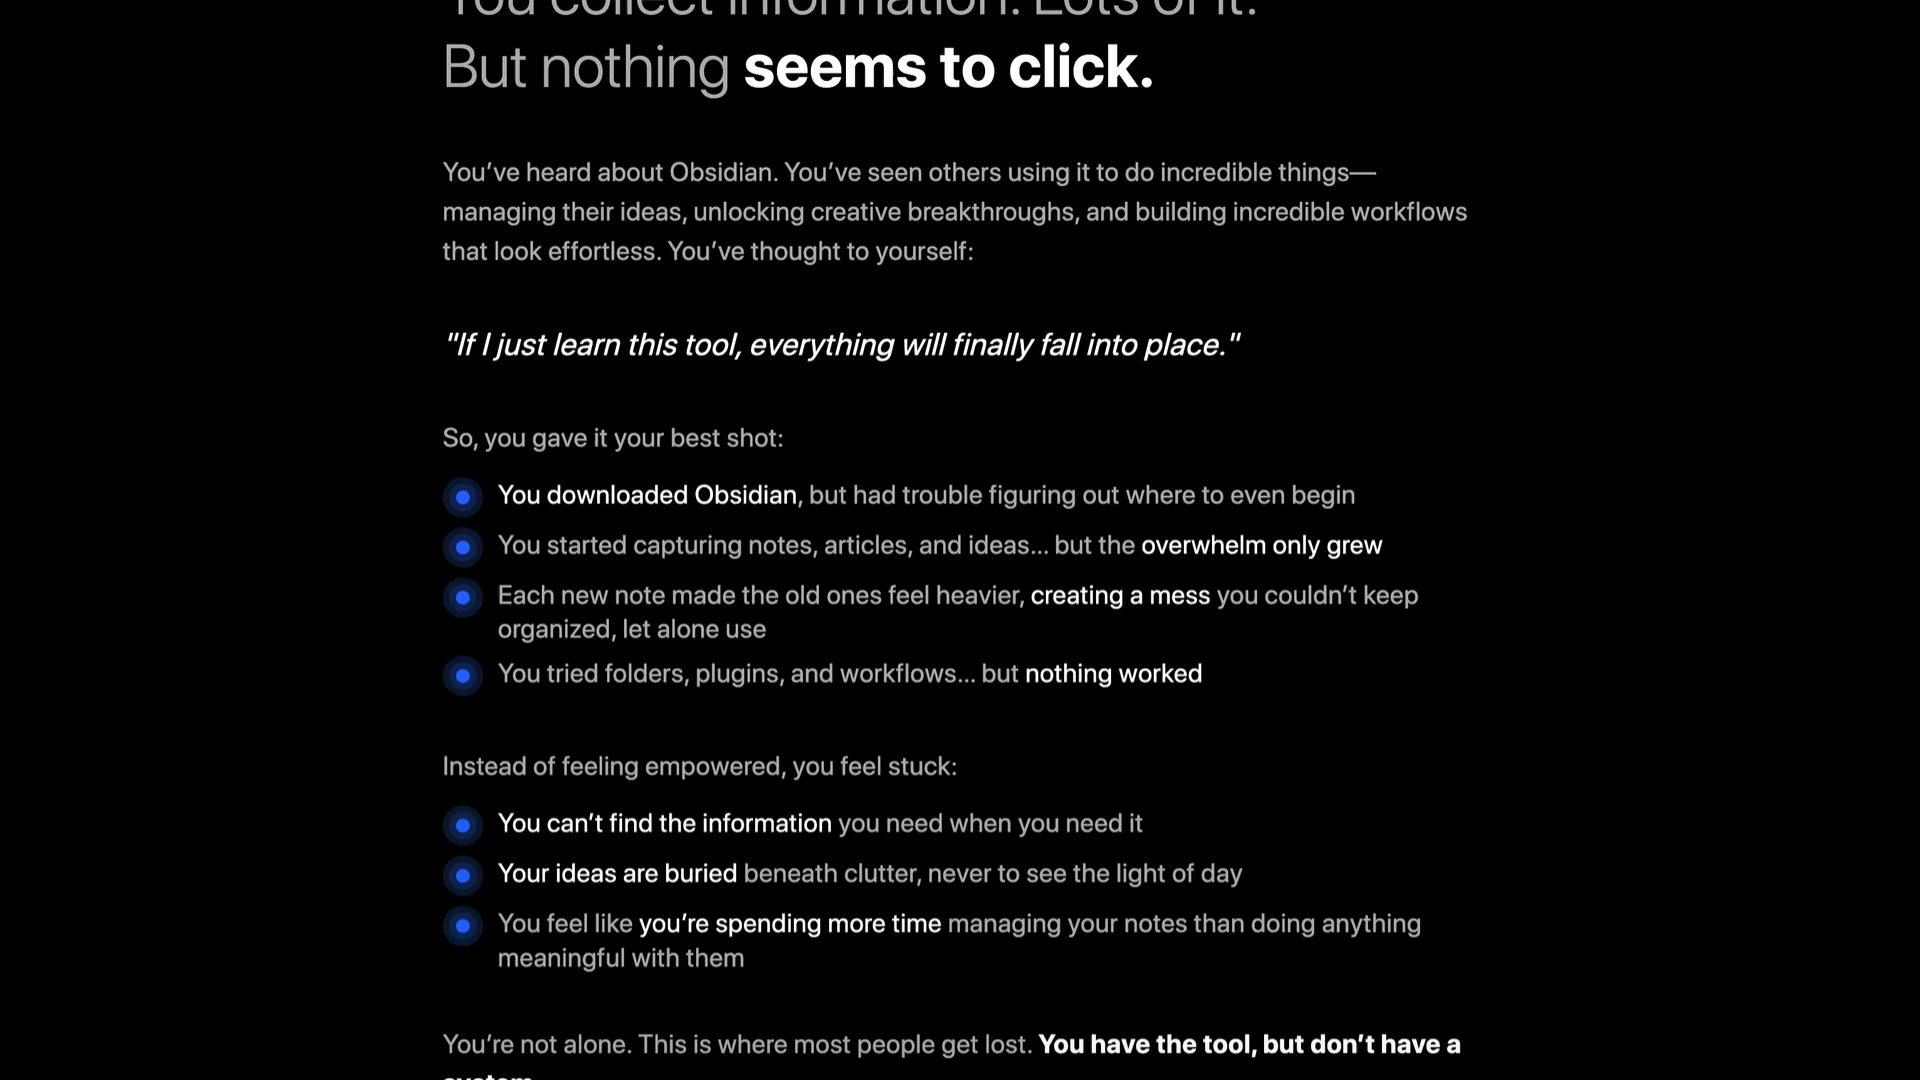 You collect information. Lots of it.
But nothing seems to click.
You’ve heard about Obsidian. You’ve seen others using it to do incredible things—
managing their ideas, unlocking creative breakthroughs, and building incredible workflows
that look effortless. You’ve thought to yourself:
"If I just learn this tool, everything will finally fall into place."
So, you gave it your best shot:
You downloaded Obsidian, but had trouble figuring out where to even begin
You started capturing notes, articles, and ideas... but the overwhelm only grew
Each new note made the old ones feel heavier, creating a mess you couldn’t keep
organized, let alone use
You tried folders, plugins, and workflows... but nothing worked
Instead of feeling empowered, you feel stuck:
You can’t find the information you need when you need it
Your ideas are buried beneath clutter, never to see the light of day
You feel like you’re spending more time managing your notes than doing anything
meaningful with them
You’re not alone. This is where most people get lost. You have the tool, but don’t have a
system.